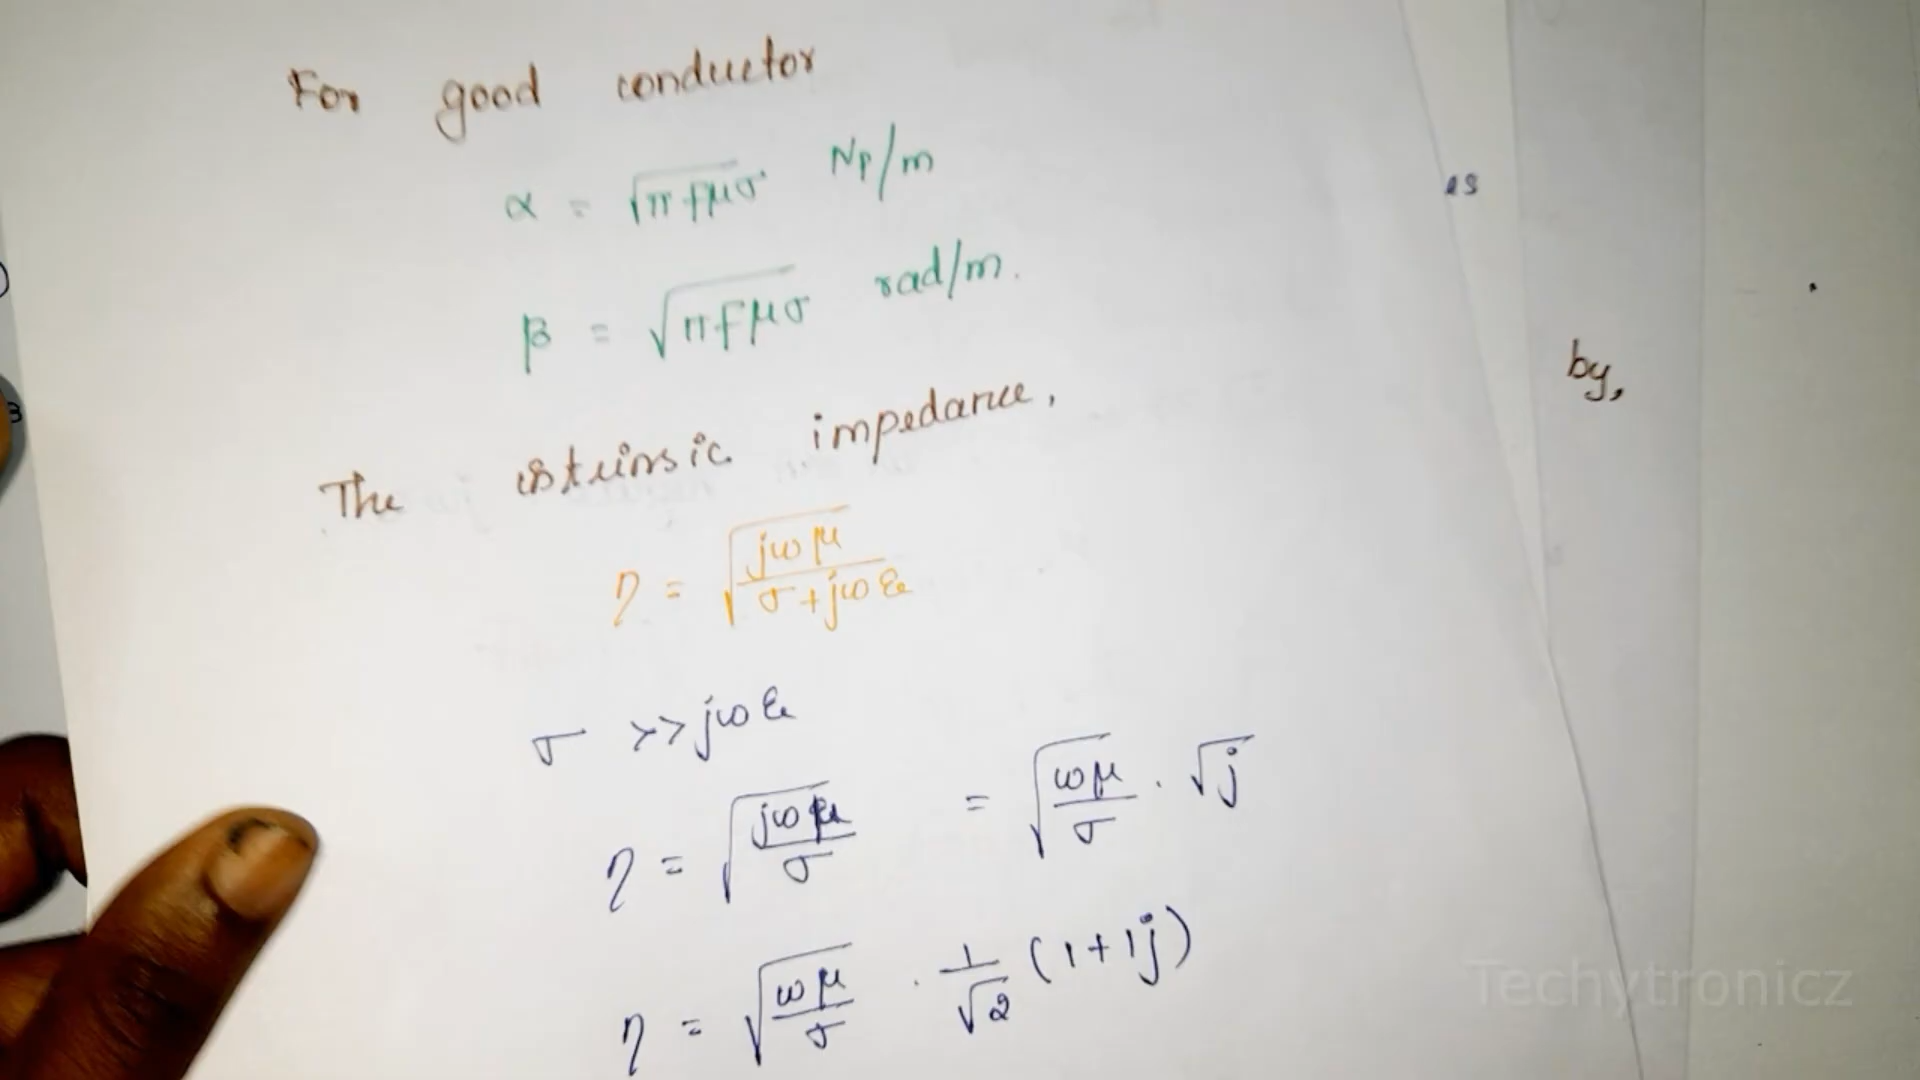 For good conductor
α = √πfμσ Np/m
β = √πfμσ rad/m.
The intrinsic impedance,
η = √(jωμ / σ+jωε)
σ >> jωε
η = √(jωμ / σ) = √(ωμ / σ) . √j
η = √(ωμ / σ) . 1/√2 (1+1j)
as
by,
Techytronicz